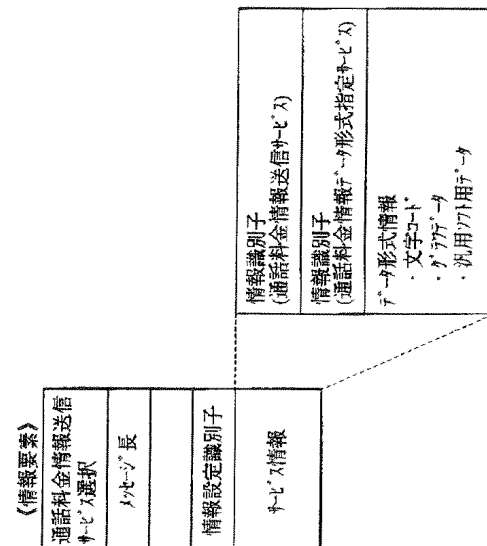 《情報要素》
通話料金情報送信
サービス選択
メッセージ長
情報設定識別子
サービス情報
情報識別子
(通話料金情報送信サービス)
情報識別子
(通話料金情報データ形式指定サービス)
データ形式情報
・文字コード
・グラフデータ
・汎用ソフト用データ